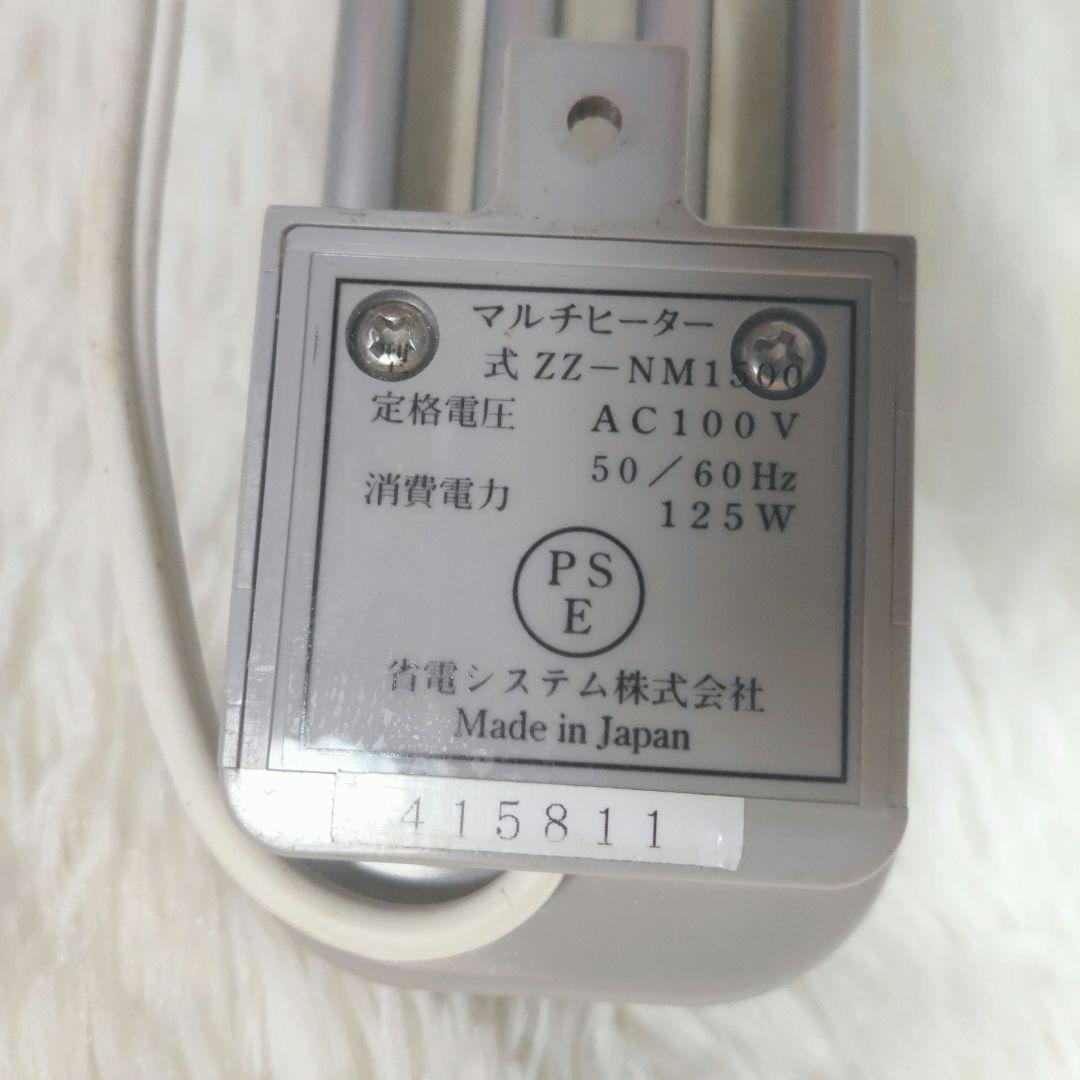 マルチヒーター
型式 ZZ-NM1500
定格電圧 AC100V
50／60Hz
消費電力 125W
PS
E
省電システム株式会社
Made in Japan
415811